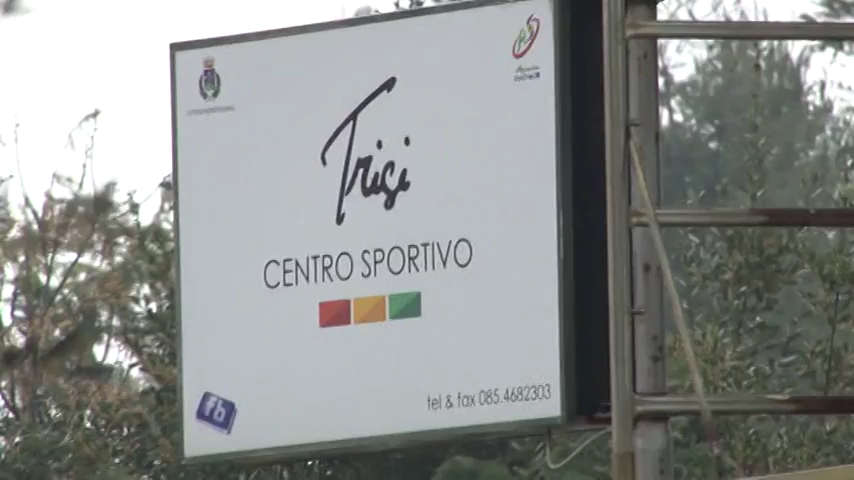 Trisi
CENTRO SPORTIVO
fb
tel & fax 085.4682303